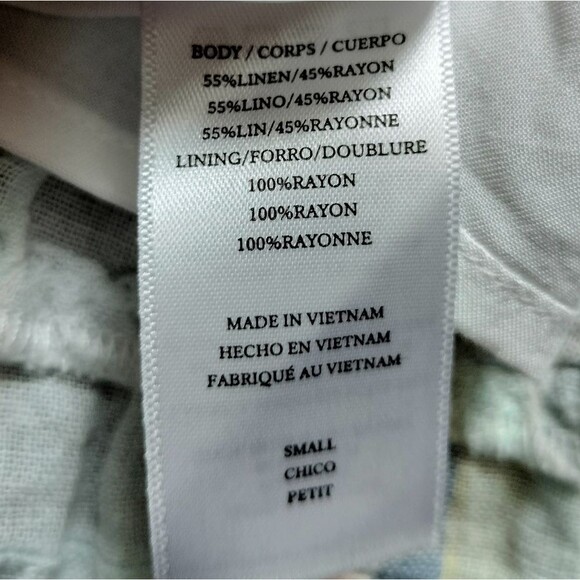 BODY / CORPS / CUERPO
55%LINEN/45%RAYON
55%LINO/45%RAYON
55%LIN/45%RAYONNE
LINING/FORRO/DOUBLURE
100%RAYON
100%RAYON
100%RAYONNE
MADE IN VIETNAM
HECHO EN VIETNAM
FABRIQUÉ AU VIETNAM
SMALL
CHICO
PETIT